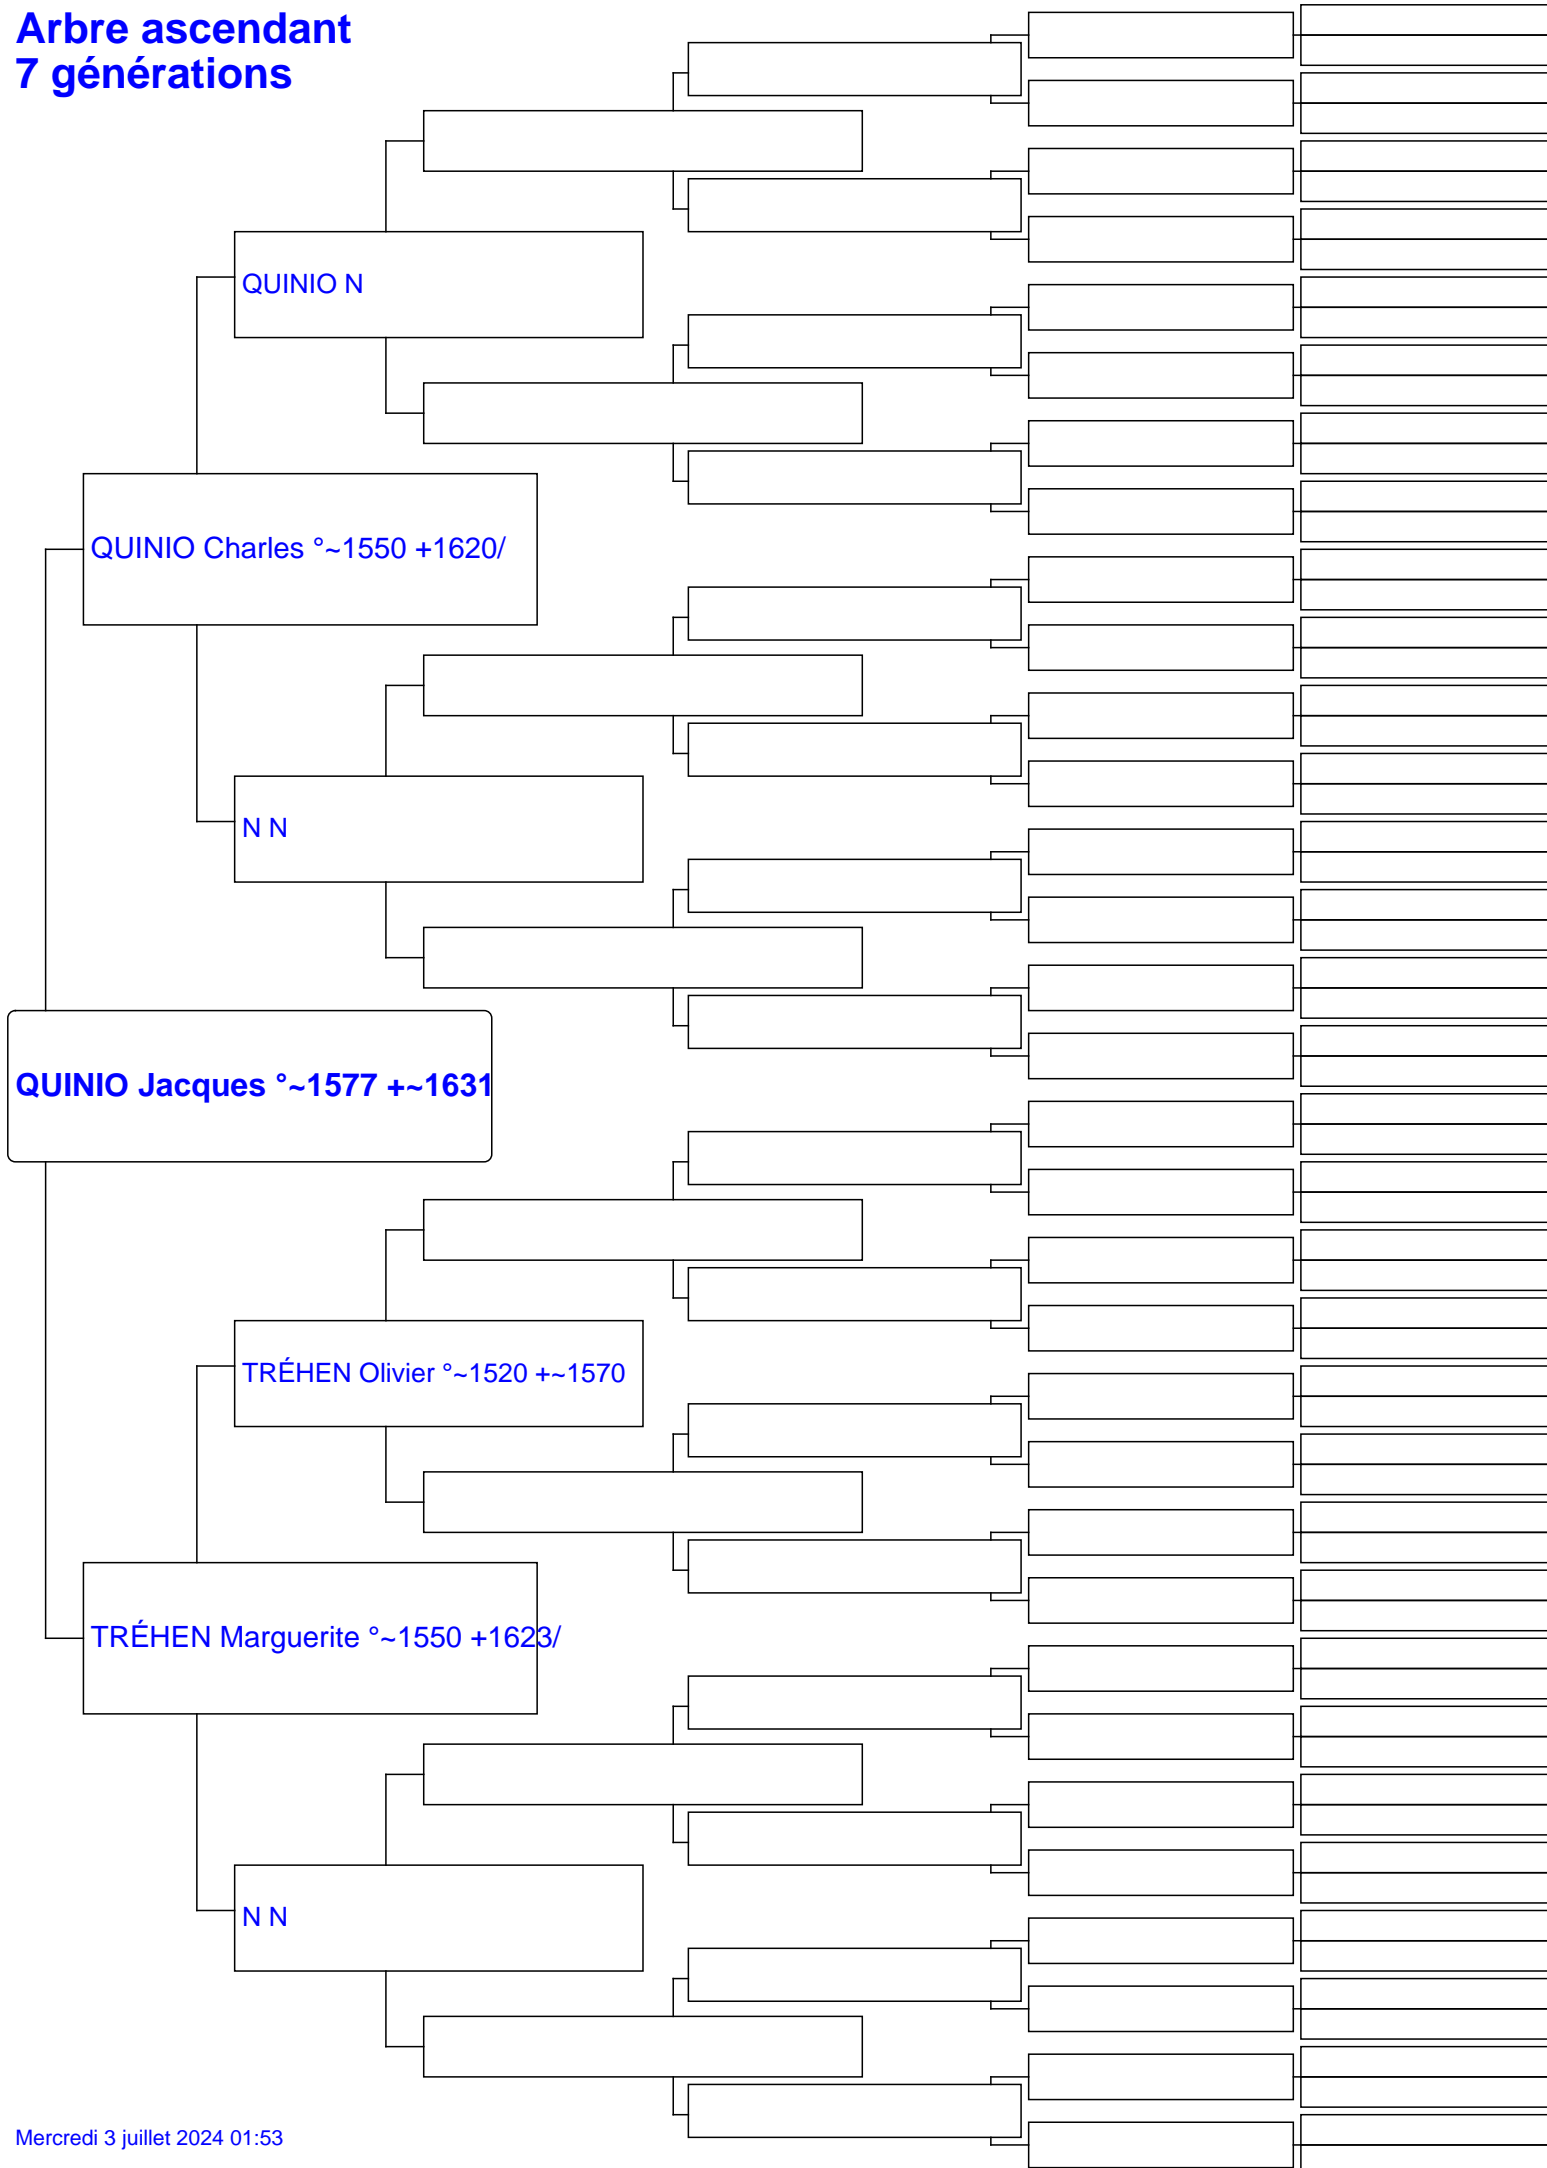 Arbre ascendant
7 générations
QUINIO N
QUINIO Charles °~1550 +1620/
N N
QUINIO Jacques °~1577 +~1631
TRÉHEN Olivier °~1520 +~1570
TRÉHEN Marguerite °~1550 +1623/
N N
Mercredi 3 juillet 2024 01:53